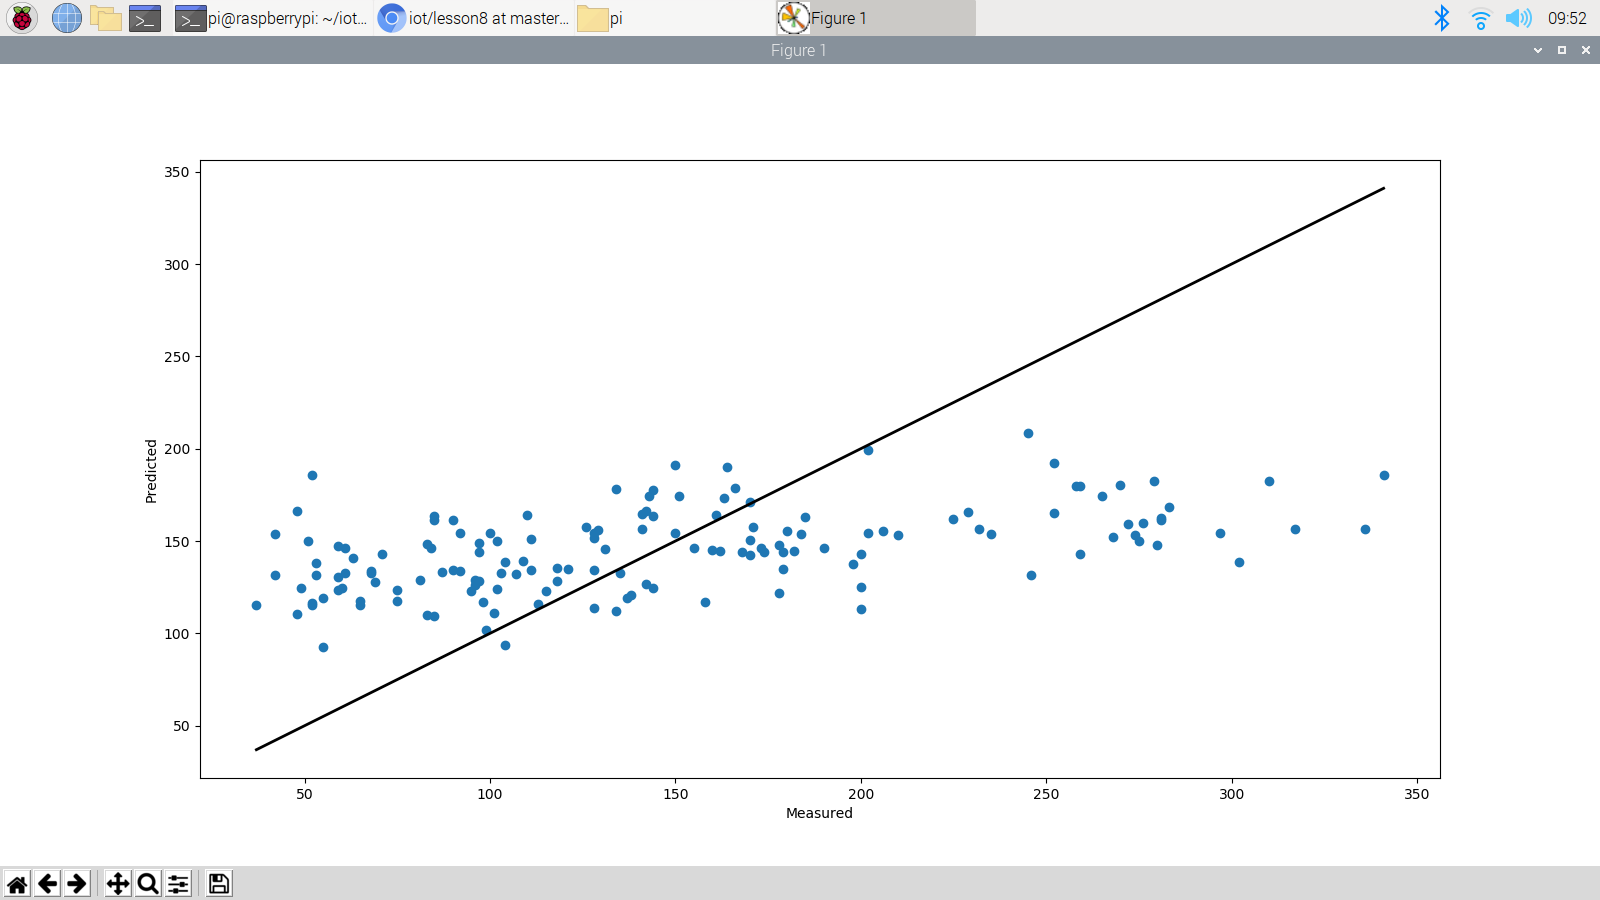 pi@raspberrypi: ~/iot...
iot/lesson8 at master...
pi
Figure 1
09:52
Figure 1
350
300
250
200
150
100
50
Predicted
50 100 150 200 250 300 350
Measured